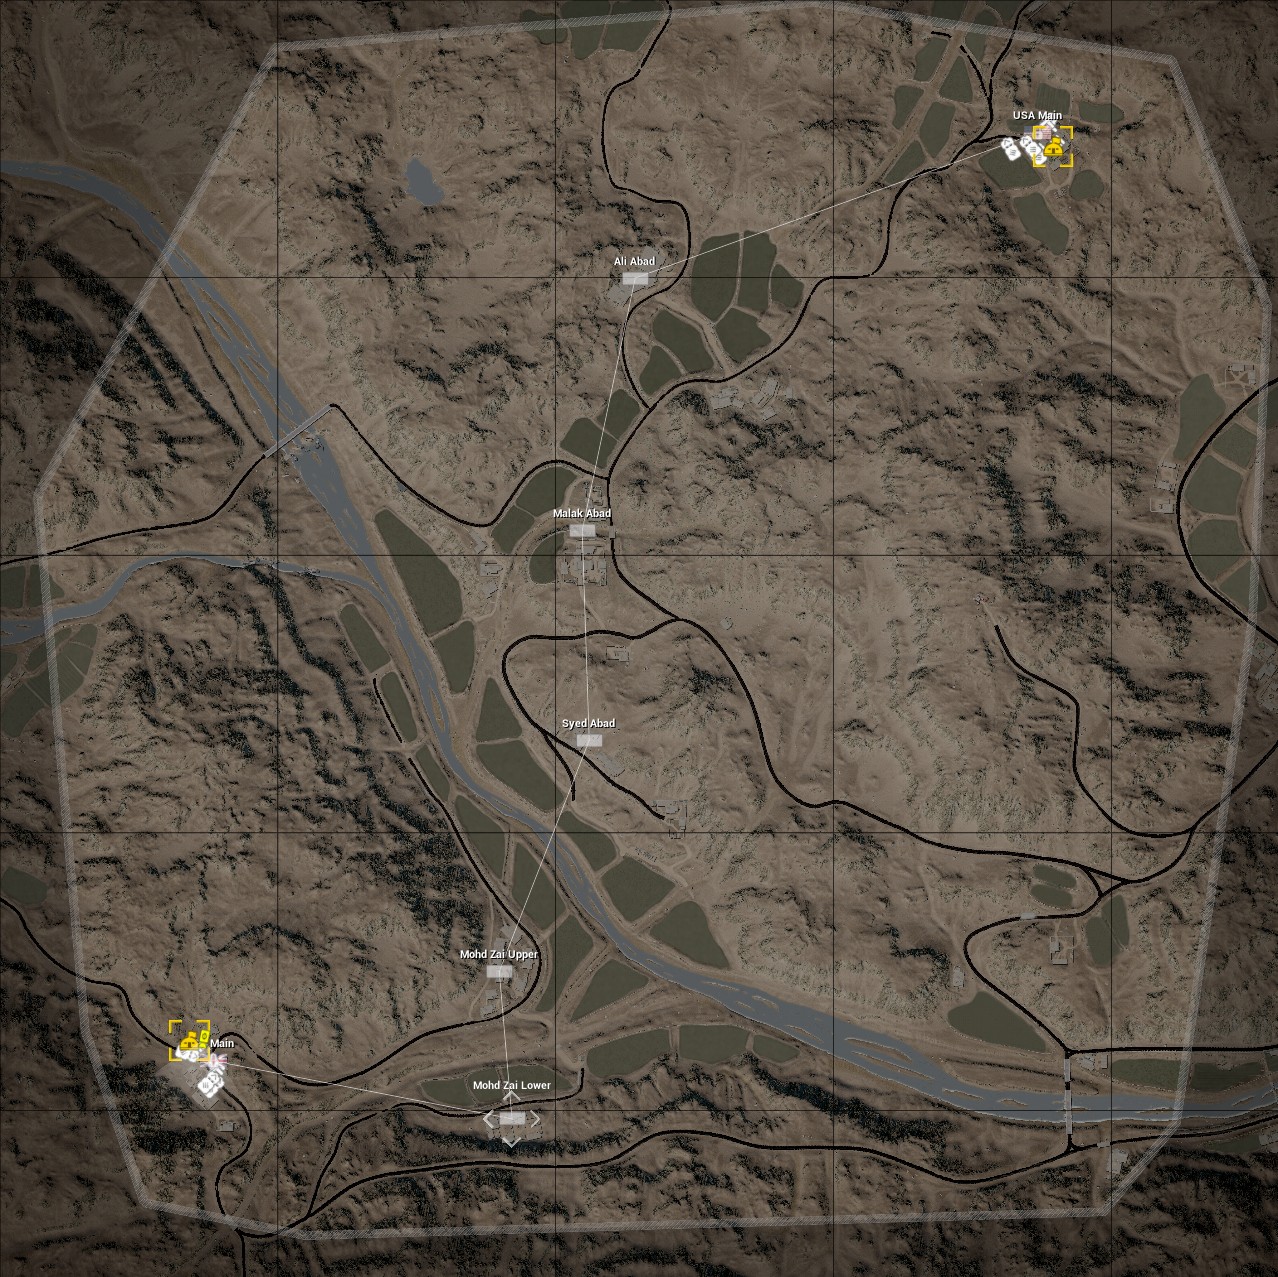 USA Main
Ali Abad
Malak Abad
Syed Abad
Mohd Zai Upper
Main
Mohd Zai Lower